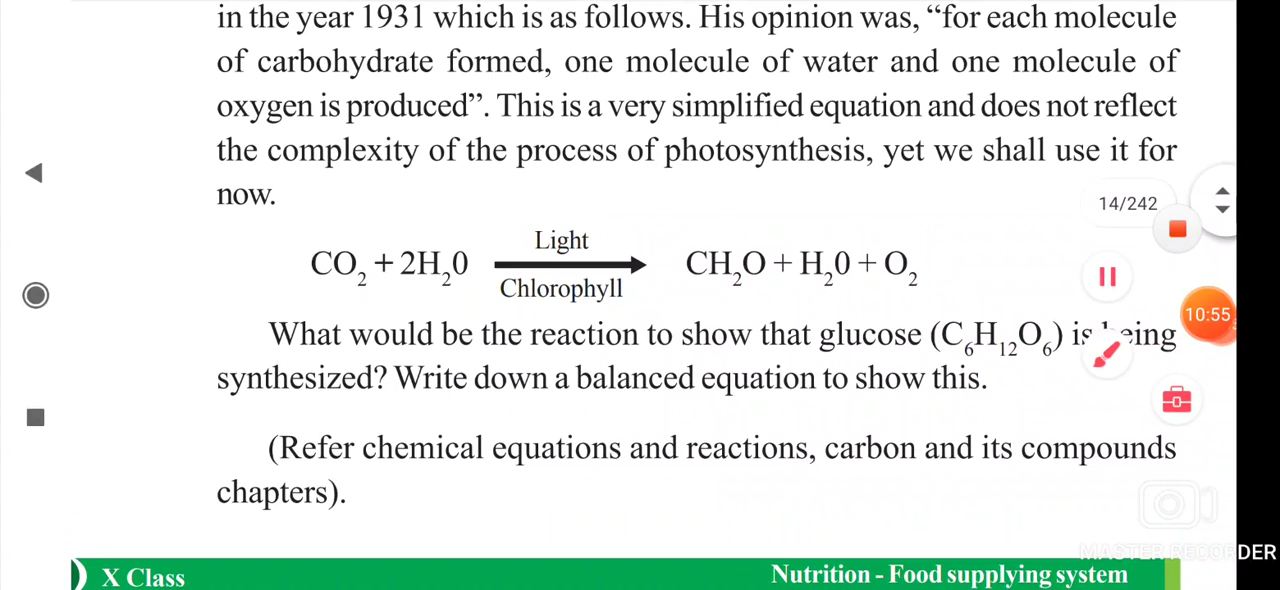 in the year 1931 which is as follows. His opinion was, “for each molecule
of carbohydrate formed, one molecule of water and one molecule of
oxygen is produced”. This is a very simplified equation and does not reflect
the complexity of the process of photosynthesis, yet we shall use it for
now.
14/242
Light
CO₂ + 2H₂0 ⟶ CH₂O + H₂0 + O₂
Chlorophyll
10:55
What would be the reaction to show that glucose (C₆H₁₂O₆) is being
synthesized? Write down a balanced equation to show this.
(Refer chemical equations and reactions, carbon and its compounds
chapters).
MASTER RECORDER
X Class
Nutrition - Food supplying system